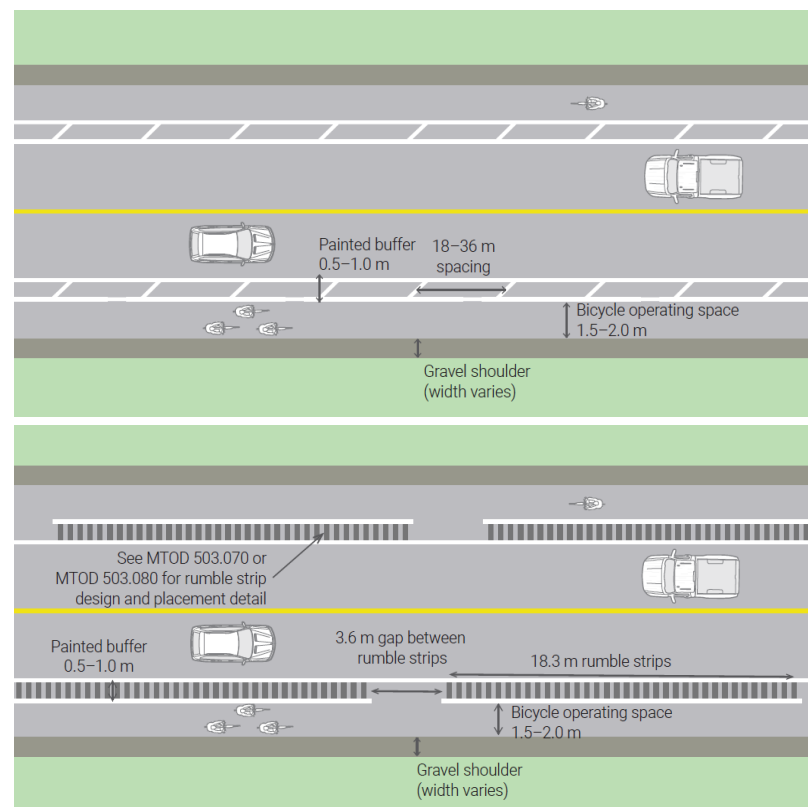 Painted buffer
0.5–1.0 m
18–36 m
spacing
Bicycle operating space
1.5–2.0 m
Gravel shoulder
(width varies)
See MTOD 503.070 or
MTOD 503.080 for rumble strip
design and placement detail
Painted buffer
0.5–1.0 m
3.6 m gap between
rumble strips
18.3 m rumble strips
Bicycle operating space
1.5–2.0 m
Gravel shoulder
(width varies)